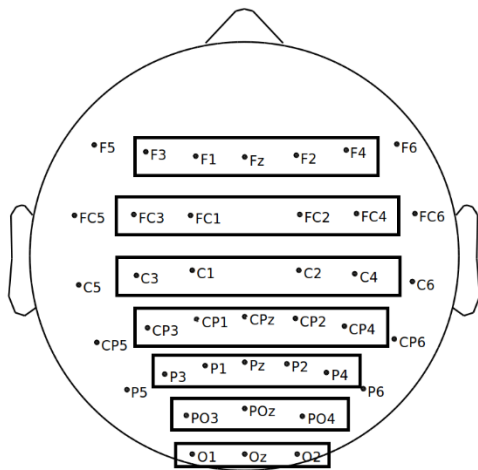 F5 F3 F1 Fz F2 F4 F6
FC5 FC3 FC1 FC2 FC4 FC6
C5 C3 C1 C2 C4 C6
CP5 CP3 CP1 CPz CP2 CP4 CP6
P5 P3 P1 Pz P2 P4 P6
PO3 POz PO4
O1 Oz O2